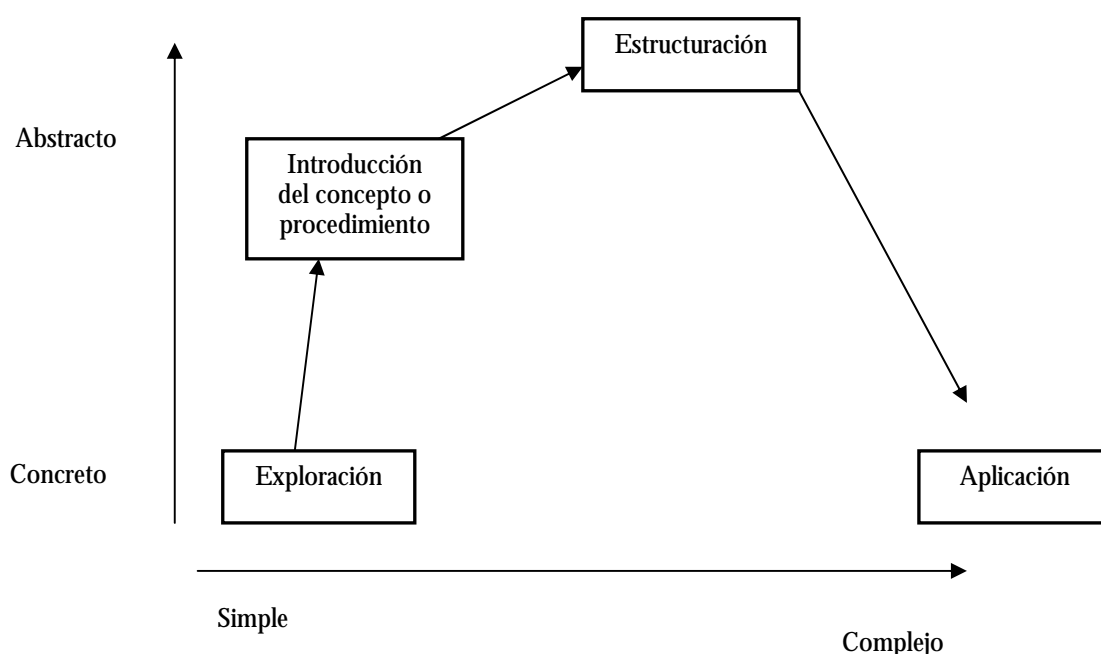 Estructuración
Abstracto
Introducción
del concepto o
procedimiento
Concreto
Exploración
Aplicación
Simple
Complejo